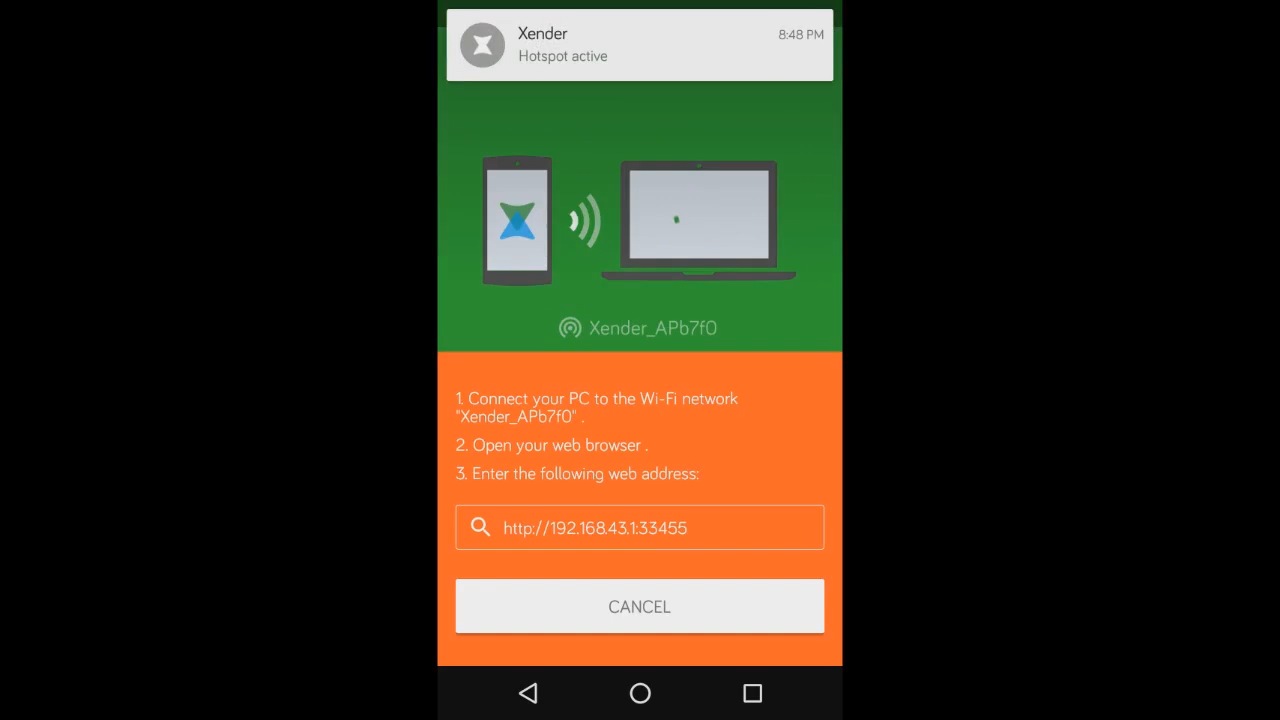 Xender
8:48 PM
Hotspot active
Xender_APb7f0
1. Connect your PC to the Wi-Fi network
"Xender_APb7f0" .
2. Open your web browser .
3. Enter the following web address:
http://192.168.43.1:33455
CANCEL